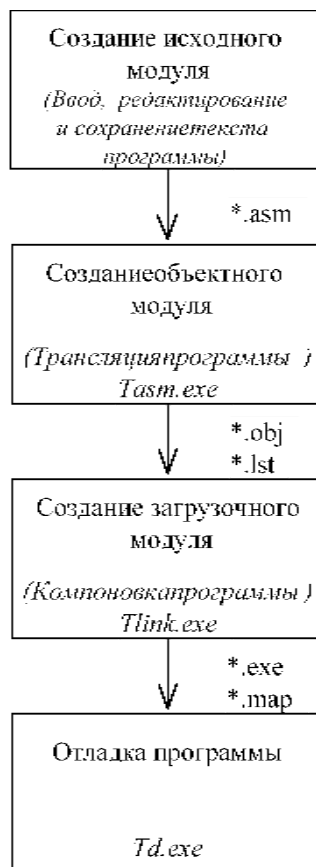 Создание исходного
модуля
(Ввод, редактирование
и сохранениетекста
программы)
*.asm
Созданиеобъектного
модуля
(Трансляцияпрограммы )
Tasm.exe
*.obj
*.lst
Создание загрузочного
модуля
(Компоновкапрограммы )
Tlink.exe
*.exe
*.map
Отладка программы
Td.exe